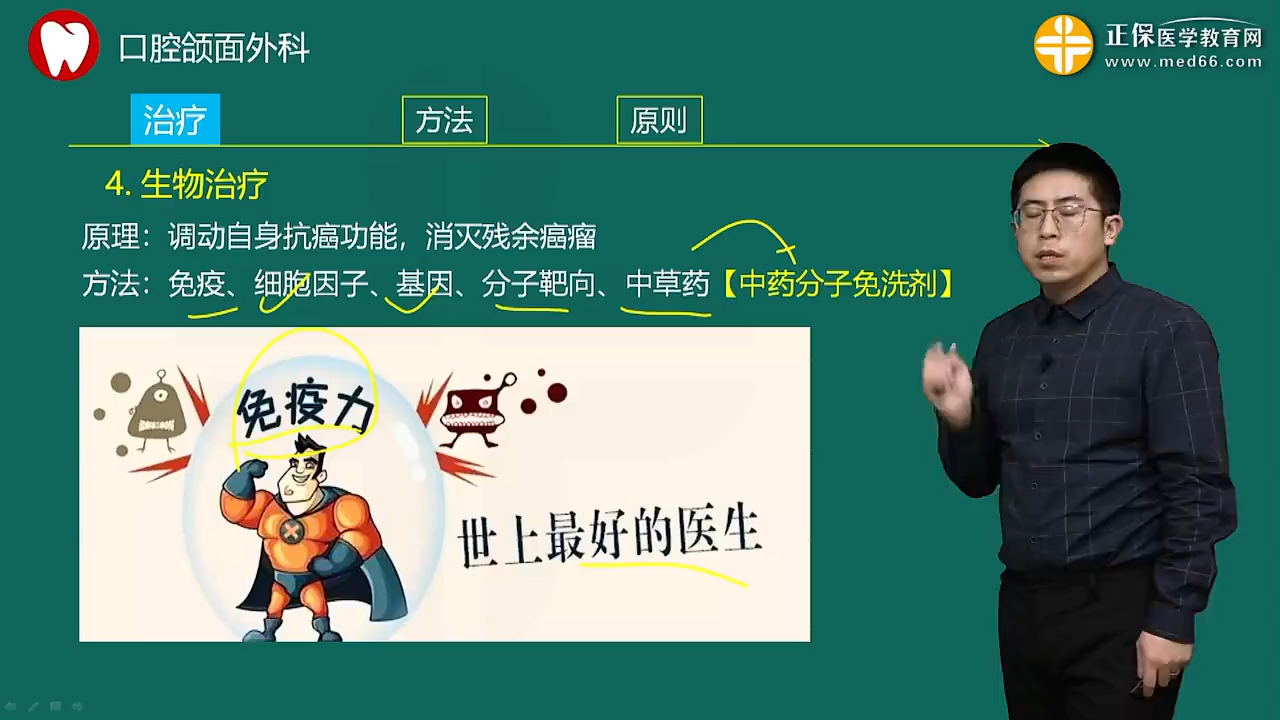 口腔颌面外科
正保医学教育网
www.med66.com
治疗
方法
原则
4. 生物治疗
原理：调动自身抗癌功能，消灭残余癌瘤
方法：免疫、细胞因子、基因、分子靶向、中草药【中药分子免洗剂】
免疫力
世上最好的医生